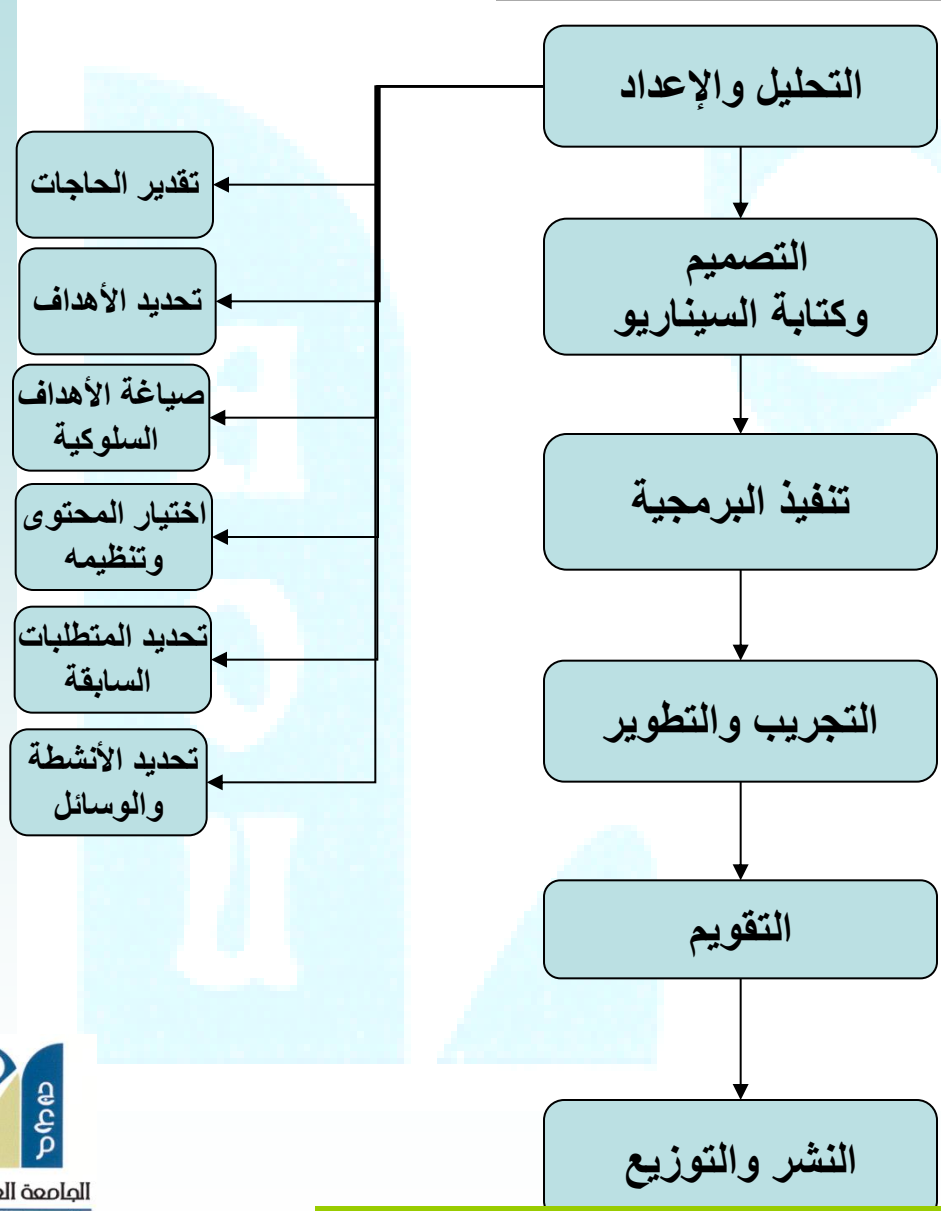 التحليل والإعداد
تقدير الحاجات
تحديد الأهداف
صياغة الأهداف
السلوكية
اختيار المحتوى
وتنظيمه
تحديد المتطلبات
السابقة
تحديد الأنشطة
والوسائل
التصميم
وكتابة السيناريو
تنفيذ البرمجية
التجريب والتطوير
التقويم
النشر والتوزيع
الجامعة